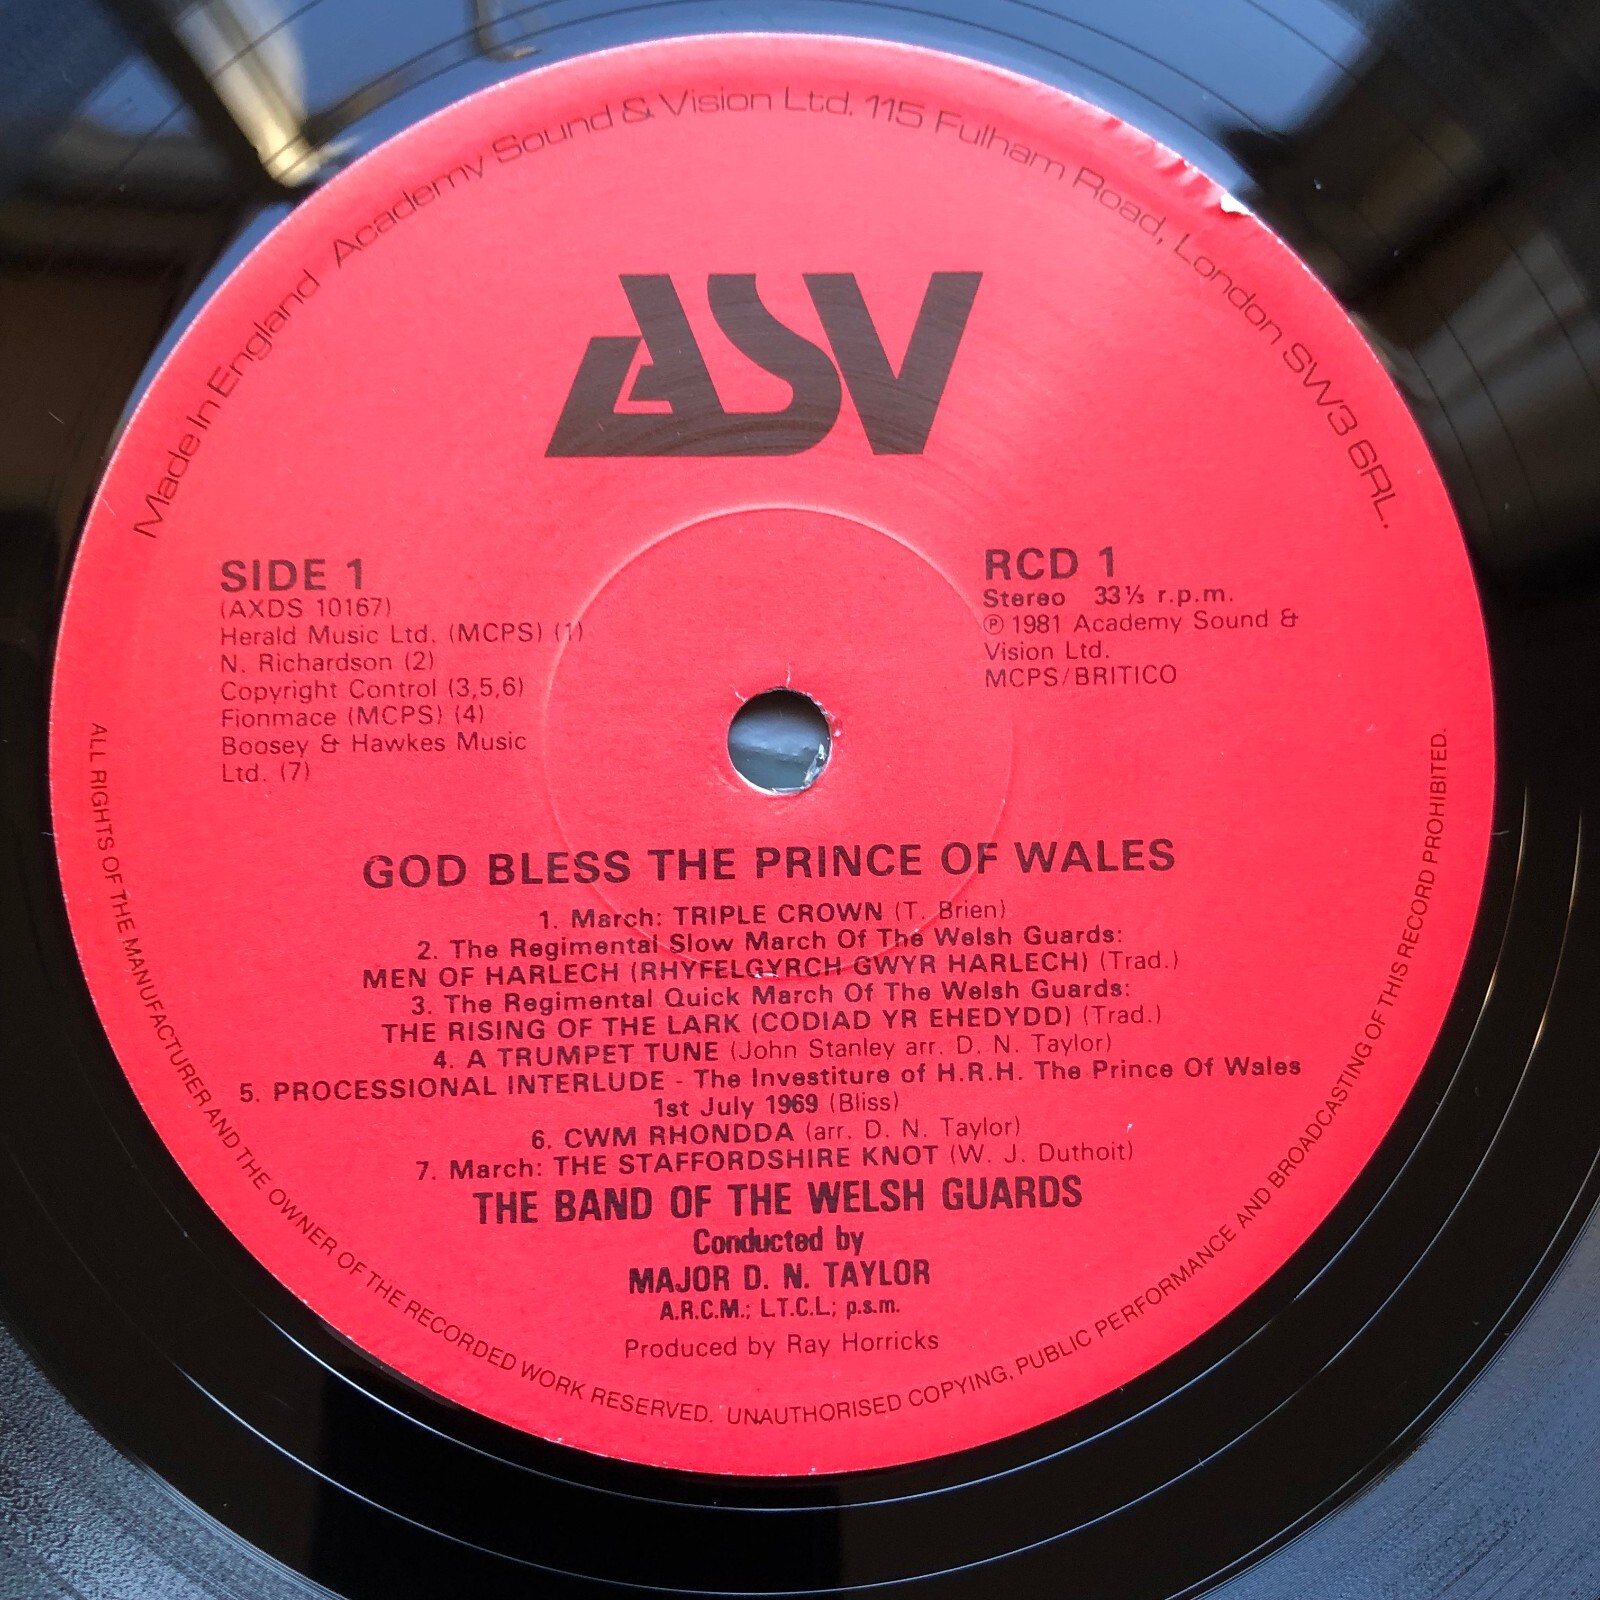 Made In England Academy Sound & Vision Ltd. 115 Fulham Road, London SW3 6RL.
ASV
SIDE 1
(AXDS 10167)
Herald Music Ltd. (MCPS) (1)
N. Richardson (2)
Copyright Control (3,5,6)
Fionmace (MCPS) (4)
Boosey & Hawkes Music
Ltd. (7)
RCD 1
Stereo 33⅓ r.p.m.
℗ 1981 Academy Sound &
Vision Ltd.
MCPS/BRITICO
GOD BLESS THE PRINCE OF WALES
1. March: TRIPLE CROWN (T. Brien)
2. The Regimental Slow March Of The Welsh Guards:
MEN OF HARLECH (RHYFELGYRCH GWYR HARLECH) (Trad.)
3. The Regimental Quick March Of The Welsh Guards:
THE RISING OF THE LARK (CODIAD YR EHEDYDD) (Trad.)
4. A TRUMPET TUNE (John Stanley arr. D. N. Taylor)
5. PROCESSIONAL INTERLUDE - The Investiture of H.R.H. The Prince Of Wales
1st July 1969 (Bliss)
6. CWM RHONDDA (arr. D. N. Taylor)
7. March: THE STAFFORDSHIRE KNOT (W. J. Duthoit)
THE BAND OF THE WELSH GUARDS
Conducted by
MAJOR D. N. TAYLOR
A.R.C.M.; L.T.C.L; p.s.m.
Produced by Ray Horricks
ALL RIGHTS OF THE MANUFACTURER AND THE OWNER OF THE RECORDED WORK RESERVED. UNAUTHORISED COPYING, PUBLIC PERFORMANCE AND BROADCASTING OF THIS RECORD PROHIBITED.